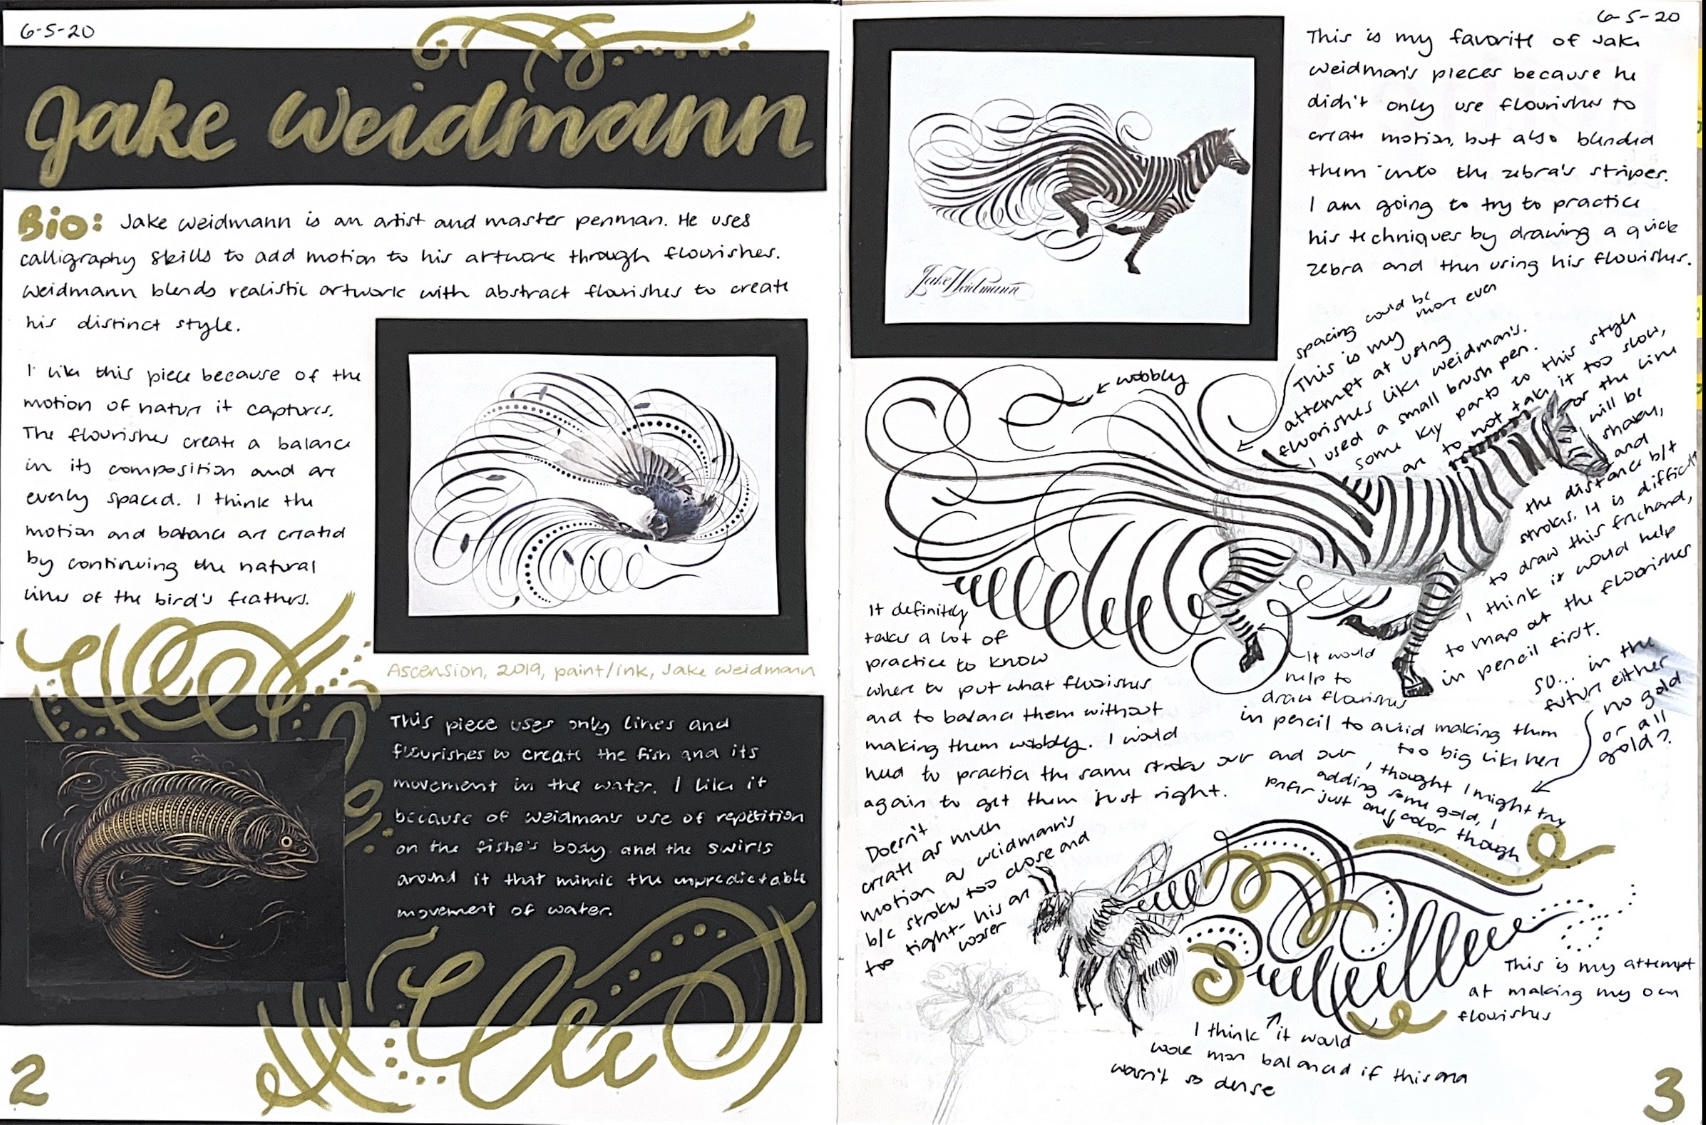 6-5-20
Jake Weidmann
Bio: Jake Weidmann is an artist and master penman. He uses
calligraphy skills to add motion to his artwork through flourishes.
Weidmann blends realistic artwork with abstract flourishes to create
his distinct style.
I like this piece because of the
motion of nature it captures.
The flourishes create a balance
in its composition and are
evenly spaced. I think the
motion and balance are created
by continuing the natural
lines of the bird's feathers.
Ascension, 2019, paint/ink, Jake Weidmann
This piece uses only lines and
flourishes to create the fish and its
movement in the water. I like it
because of Weidman's use of repetition
on the fishe's body and the swirls
around it that mimic the unpredictable
movement of water.
2
6-5-20
This is my favorite of Jake
Weidman's pieces because he
didn't only use flourishes to
create motion, but also blended
them into the zebra's stripes.
I am going to try to practice
his techniques by drawing a quick
zebra and then using his flourishes.
Jake Weidmann
spacing could be
more even
wobbly
This is my
attempt at using
flourishes like Weidman's.
I used a small brush pen.
some key parts to this style
are to not take it too slow,
or the line
will be
shaky,
and
the distance b/t
strokes. It is difficult
to draw this freehand,
I think it would help
to map out the flourishes
in pencil first.
It definitely
takes a lot of
practice to know
where to put what flourishes
and to balance them without
making them wobbly. I would
need to practice the same strokes over and over
again to get them just right.
It would
help to
draw flourishes
in pencil to avoid making them
too big like here
so... in the
future either
no gold
or all
gold?
I thought I might try
adding some gold, I
prefer just one color though
Doesn't
create as much
motion as Weidmann's
b/c strokes too close and
too tight- his are
looser
This is my attempt
at making my own
flourishes
I think it would
look more balanced if this area
wasn't so dense
3